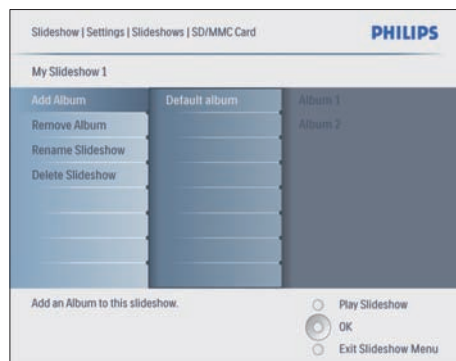 Slideshow | Settings | Slideshows | SD/MMC Card
PHILIPS
My Slideshow 1
Add Album
Default album
Album 1
Remove Album
Album 2
Rename Slideshow
Delete Slideshow
Add an Album to this slideshow.
Play Slideshow
OK
Exit Slideshow Menu